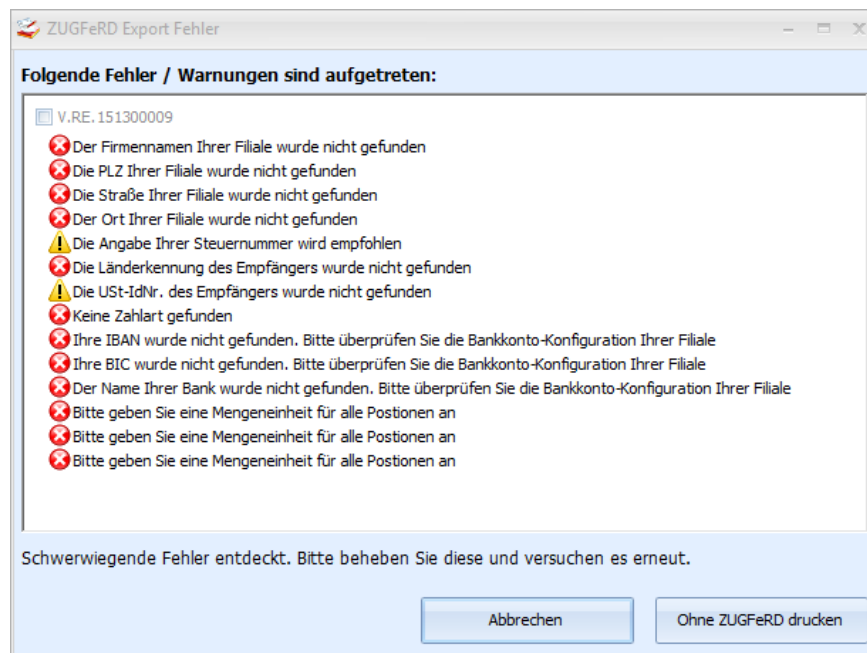 ZUGFeRD Export Fehler
Folgende Fehler / Warnungen sind aufgetreten:
V.RE.151300009
Der Firmennamen Ihrer Filiale wurde nicht gefunden
Die PLZ Ihrer Filiale wurde nicht gefunden
Die Straße Ihrer Filiale wurde nicht gefunden
Der Ort Ihrer Filiale wurde nicht gefunden
Die Angabe Ihrer Steuernummer wird empfohlen
Die Länderkennung des Empfängers wurde nicht gefunden
Die USt-IdNr. des Empfängers wurde nicht gefunden
Keine Zahlart gefunden
Ihre IBAN wurde nicht gefunden. Bitte überprüfen Sie die Bankkonto-Konfiguration Ihrer Filiale
Ihre BIC wurde nicht gefunden. Bitte überprüfen Sie die Bankkonto-Konfiguration Ihrer Filiale
Der Name Ihrer Bank wurde nicht gefunden. Bitte überprüfen Sie die Bankkonto-Konfiguration Ihrer Filiale
Bitte geben Sie eine Mengeneinheit für alle Postionen an
Bitte geben Sie eine Mengeneinheit für alle Postionen an
Bitte geben Sie eine Mengeneinheit für alle Postionen an
Schwerwiegende Fehler entdeckt. Bitte beheben Sie diese und versuchen es erneut.
Abbrechen
Ohne ZUGFeRD drucken